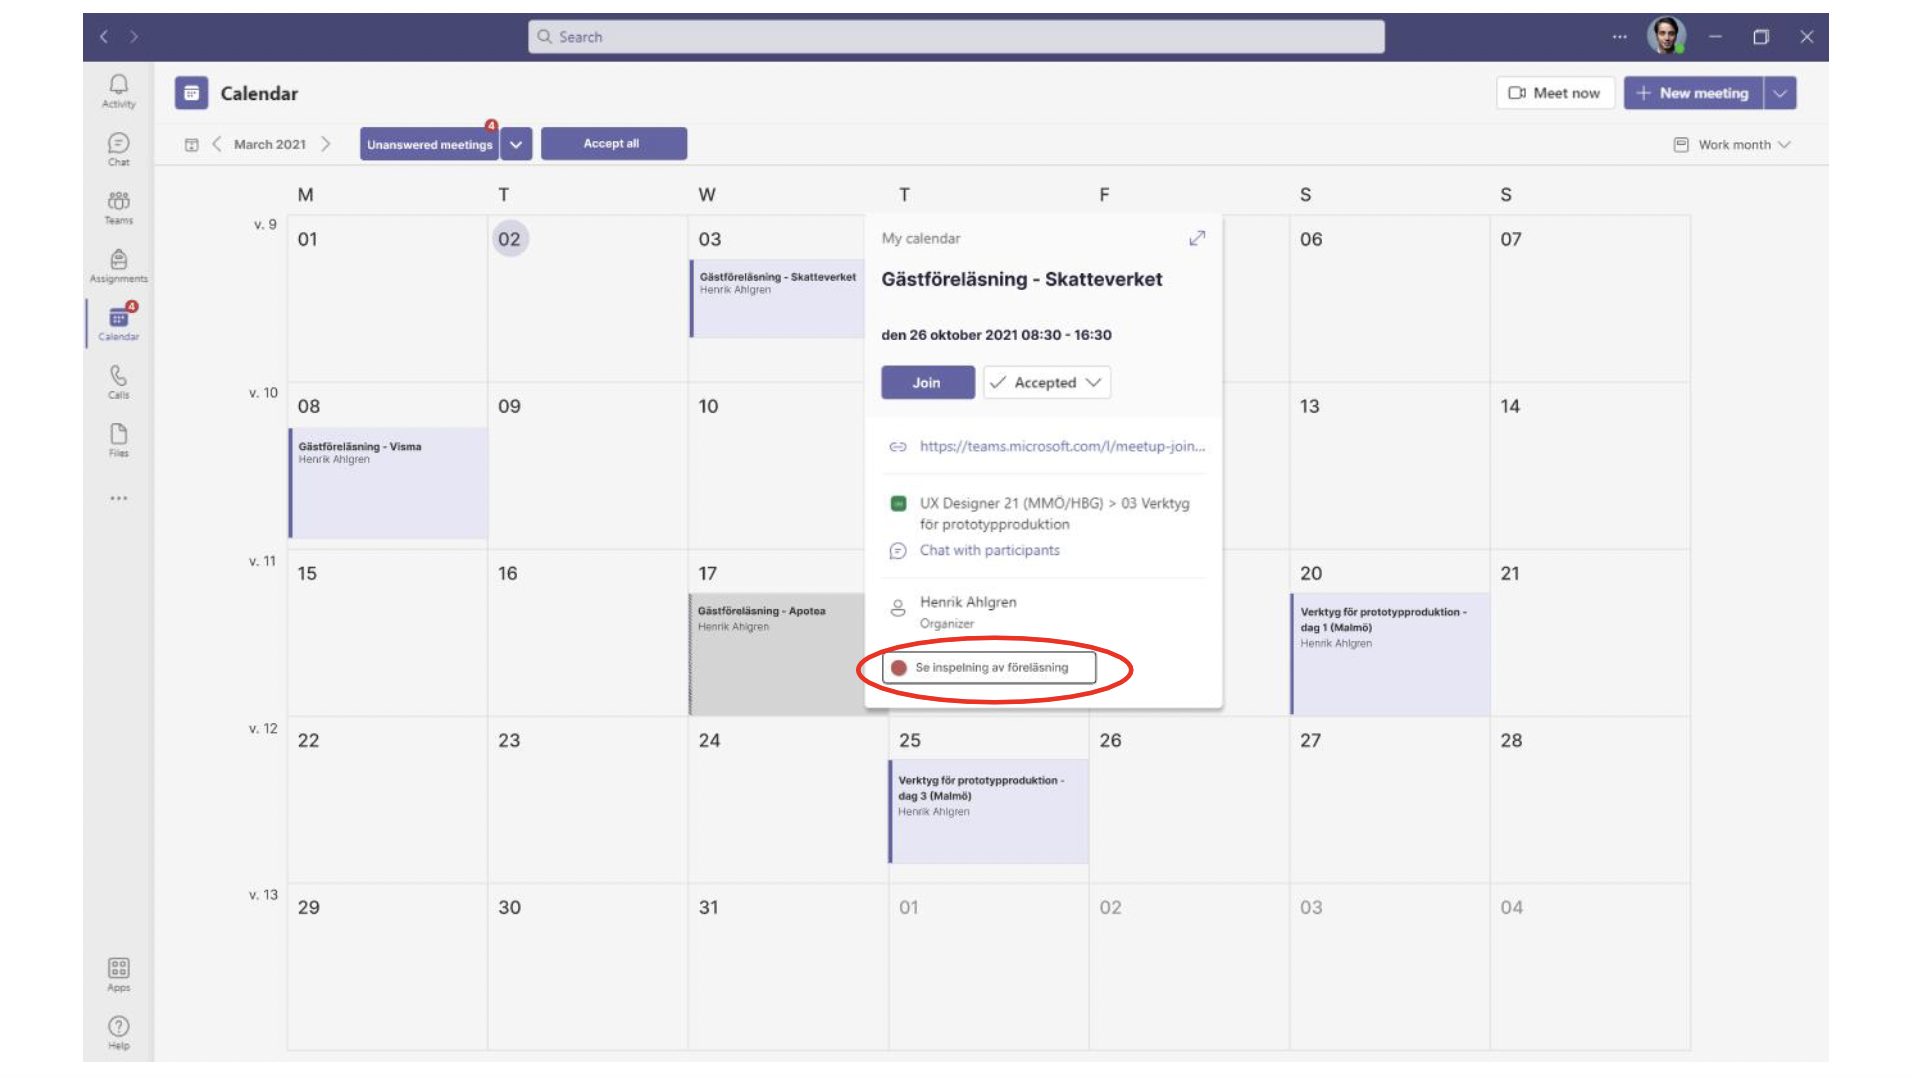 Search
Activity
Chat
Teams
Assignments
4
Calendar
Calls
Files
Apps
Help
Calendar
Meet now
New meeting
March 2021
Unanswered meetings
4
Accept all
Work month
M T W T F S S
v. 9
01
02
03
Gästföreläsning - Skatteverket
Henrik Ahlgren
06
07
My calendar
Gästföreläsning - Skatteverket
den 26 oktober 2021 08:30 - 16:30
Join
Accepted
https://teams.microsoft.com/l/meetup-join...
UX Designer 21 (MMÖ/HBG) > 03 Verktyg
för prototypproduktion
Chat with participants
Henrik Ahlgren
Organizer
Se inspelning av föreläsning
v. 10
08
Gästföreläsning - Visma
Henrik Ahlgren
09
10
13
14
v. 11
15
16
17
Gästföreläsning - Apotea
Henrik Ahlgren
20
Verktyg för prototypproduktion -
dag 1 (Malmö)
Henrik Ahlgren
21
v. 12
22
23
24
25
Verktyg för prototypproduktion -
dag 3 (Malmö)
Henrik Ahlgren
26
27
28
v. 13
29
30
31
01
02
03
04